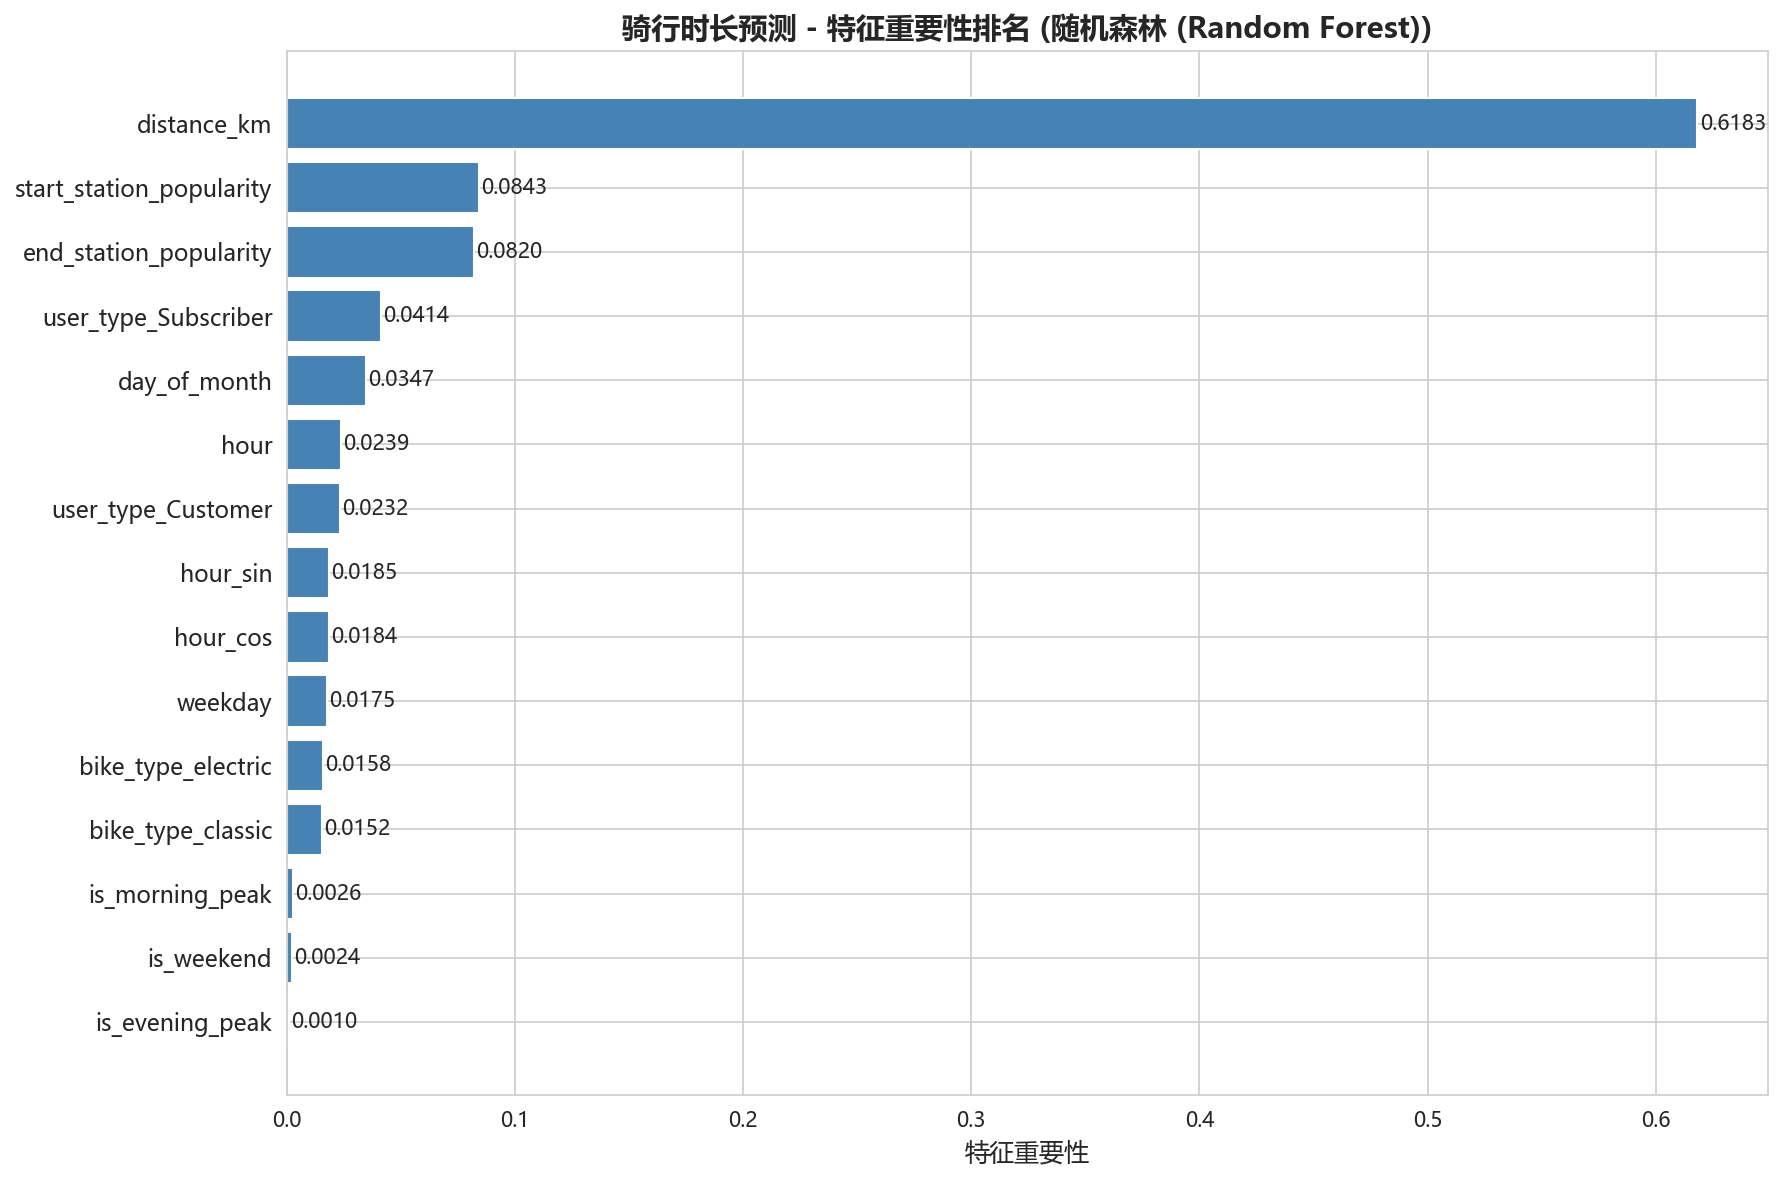 骑行时长预测 - 特征重要性排名 (随机森林 (Random Forest))
distance_km 0.6183
start_station_popularity 0.0843
end_station_popularity 0.0820
user_type_Subscriber 0.0414
day_of_month 0.0347
hour 0.0239
user_type_Customer 0.0232
hour_sin 0.0185
hour_cos 0.0184
weekday 0.0175
bike_type_electric 0.0158
bike_type_classic 0.0152
is_morning_peak 0.0026
is_weekend 0.0024
is_evening_peak 0.0010
0.0 0.1 0.2 0.3 0.4 0.5 0.6
特征重要性